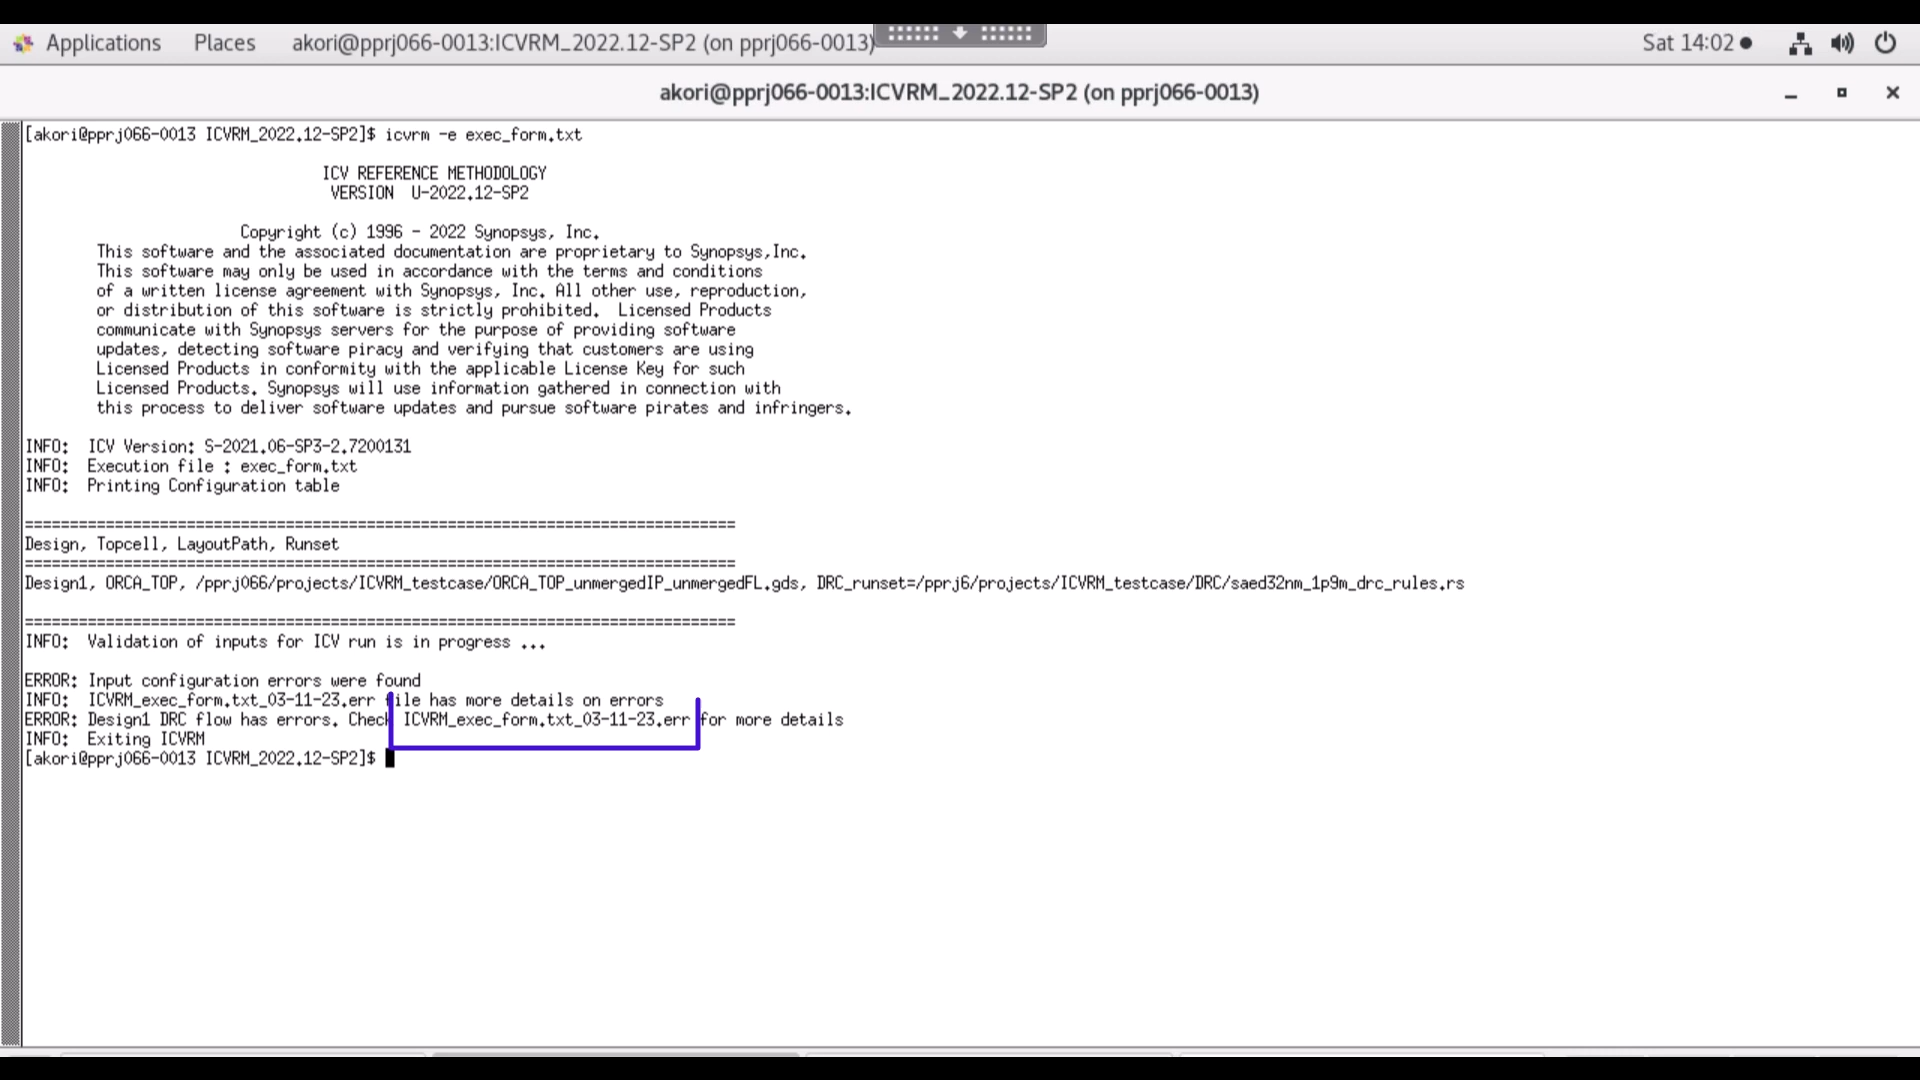 Applications Places akori@pprj066-0013:ICVRM_2022.12-SP2 (on pprj066-0013) Sat 14:02
akori@pprj066-0013:ICVRM_2022.12-SP2 (on pprj066-0013)
[akori@pprj066-0013 ICVRM_2022.12-SP2]$ icvrm -e exec_form.txt
ICV REFERENCE METHODOLOGY
VERSION U-2022.12-SP2
Copyright (c) 1996 - 2022 Synopsys, Inc.
This software and the associated documentation are proprietary to Synopsys,Inc.
This software may only be used in accordance with the terms and conditions
of a written license agreement with Synopsys, Inc. All other use, reproduction,
or distribution of this software is strictly prohibited. Licensed Products
communicate with Synopsys servers for the purpose of providing software
updates, detecting software piracy and verifying that customers are using
Licensed Products in conformity with the applicable License Key for such
Licensed Products. Synopsys will use information gathered in connection with
this process to deliver software updates and pursue software pirates and infringers.
INFO: ICV Version: S-2021.06-SP3-2.7200131
INFO: Execution file : exec_form.txt
INFO: Printing Configuration table
===============================================================================
Design, Topcell, LayoutPath, Runset
===============================================================================
Design1, ORCA_TOP, /pprj066/projects/ICVRM_testcase/ORCA_TOP_unmergedIP_unmergedFL.gds, DRC_runset=/pprj6/projects/ICVRM_testcase/DRC/saed32nm_1p9m_drc_rules.rs
===============================================================================
INFO: Validation of inputs for ICV run is in progress ...
ERROR: Input configuration errors were found
INFO: ICVRM_exec_form.txt_03-11-23.err file has more details on errors
ERROR: Design1 DRC flow has errors. Check ICVRM_exec_form.txt_03-11-23.err for more details
INFO: Exiting ICVRM
[akori@pprj066-0013 ICVRM_2022.12-SP2]$